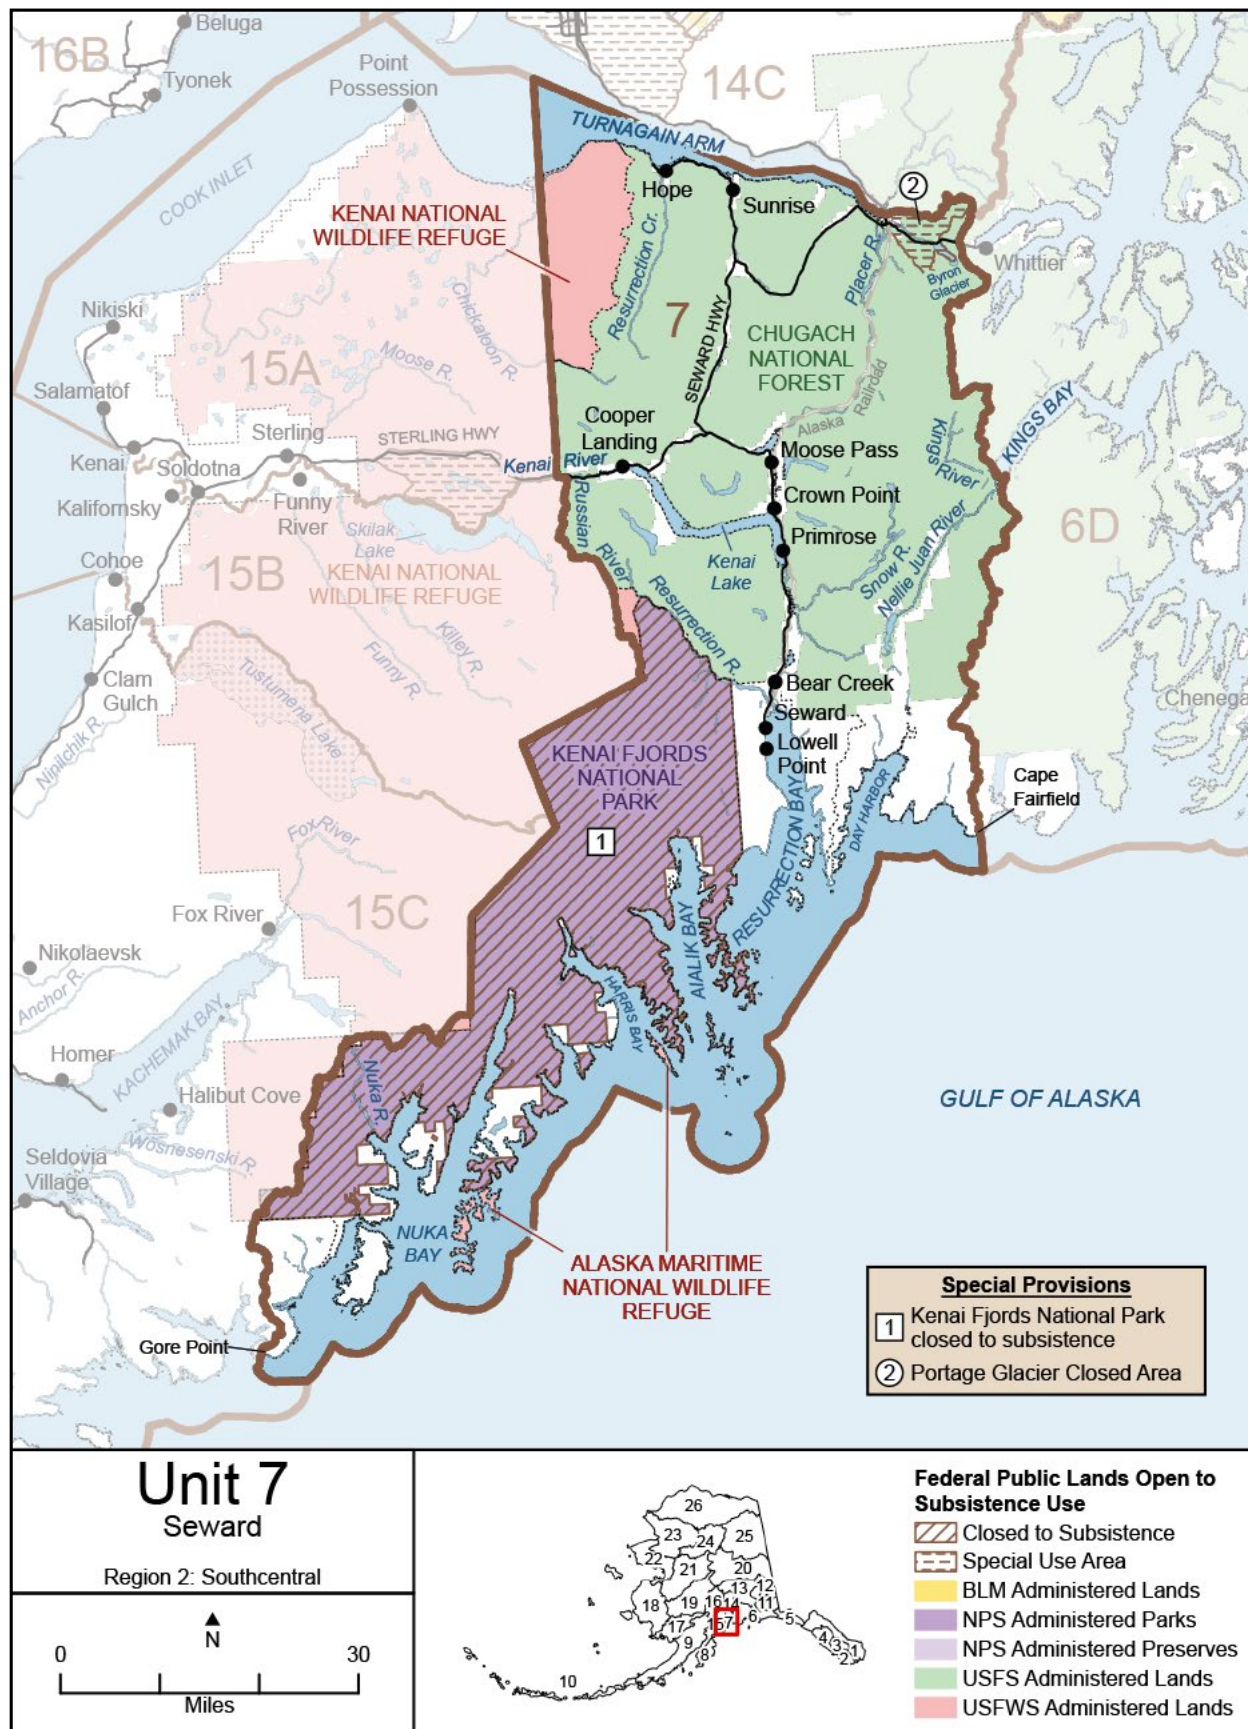 Beluga
16B
Tyonek
Point
Possession
14C
COOK INLET
TURNAGAIN ARM
2
Hope
Sunrise
KENAI NATIONAL
WILDLIFE REFUGE
Resurrection Cr.
Placer R.
Whittier
Byron
Glacier
Nikiski
Chickaloon R.
7
SEWARD HWY
CHUGACH
NATIONAL
FOREST
15A
Moose R.
Salamatof
Cooper
Landing
Alaska Railroad
KINGS BAY
Sterling
STERLING HWY
Kenai
Soldotna
Kenai River
Moose Pass
Kings River
Kalifornsky
Funny
River
Russian River
Crown Point
6D
Skilak
Lake
Primrose
Kenai
Lake
Snow R.
Nellie Juan River
Cohoe
15B
KENAI NATIONAL
WILDLIFE REFUGE
Resurrection R.
Kasilof
Killey R.
Funny R.
Clam
Gulch
Tustumena Lake
Bear Creek
Chenega
Ninilchik R.
Seward
Lowell
Point
KENAI FJORDS
NATIONAL
PARK
Cape
Fairfield
1
RESURRECTION BAY
DAY HARBOR
Fox River
15C
Fox River
AIALIK BAY
Nikolaevsk
Anchor R.
HARRIS BAY
KACHEMAK BAY
Homer
Nuka R.
Halibut Cove
GULF OF ALASKA
Wosnesenski R.
Seldovia
Village
NUKA
BAY
ALASKA MARITIME
NATIONAL WILDLIFE
REFUGE
Gore Point
Special Provisions
1 Kenai Fjords National Park
closed to subsistence
2 Portage Glacier Closed Area
Unit 7
Seward
Region 2: Southcentral
N
0 30
Miles
26
23
24
25
22
21
20
18
19
16
14
13
12
11
17
15
7
6
5
9
8
10
4
3
1
2
Federal Public Lands Open to
Subsistence Use
Closed to Subsistence
Special Use Area
BLM Administered Lands
NPS Administered Parks
NPS Administered Preserves
USFS Administered Lands
USFWS Administered Lands